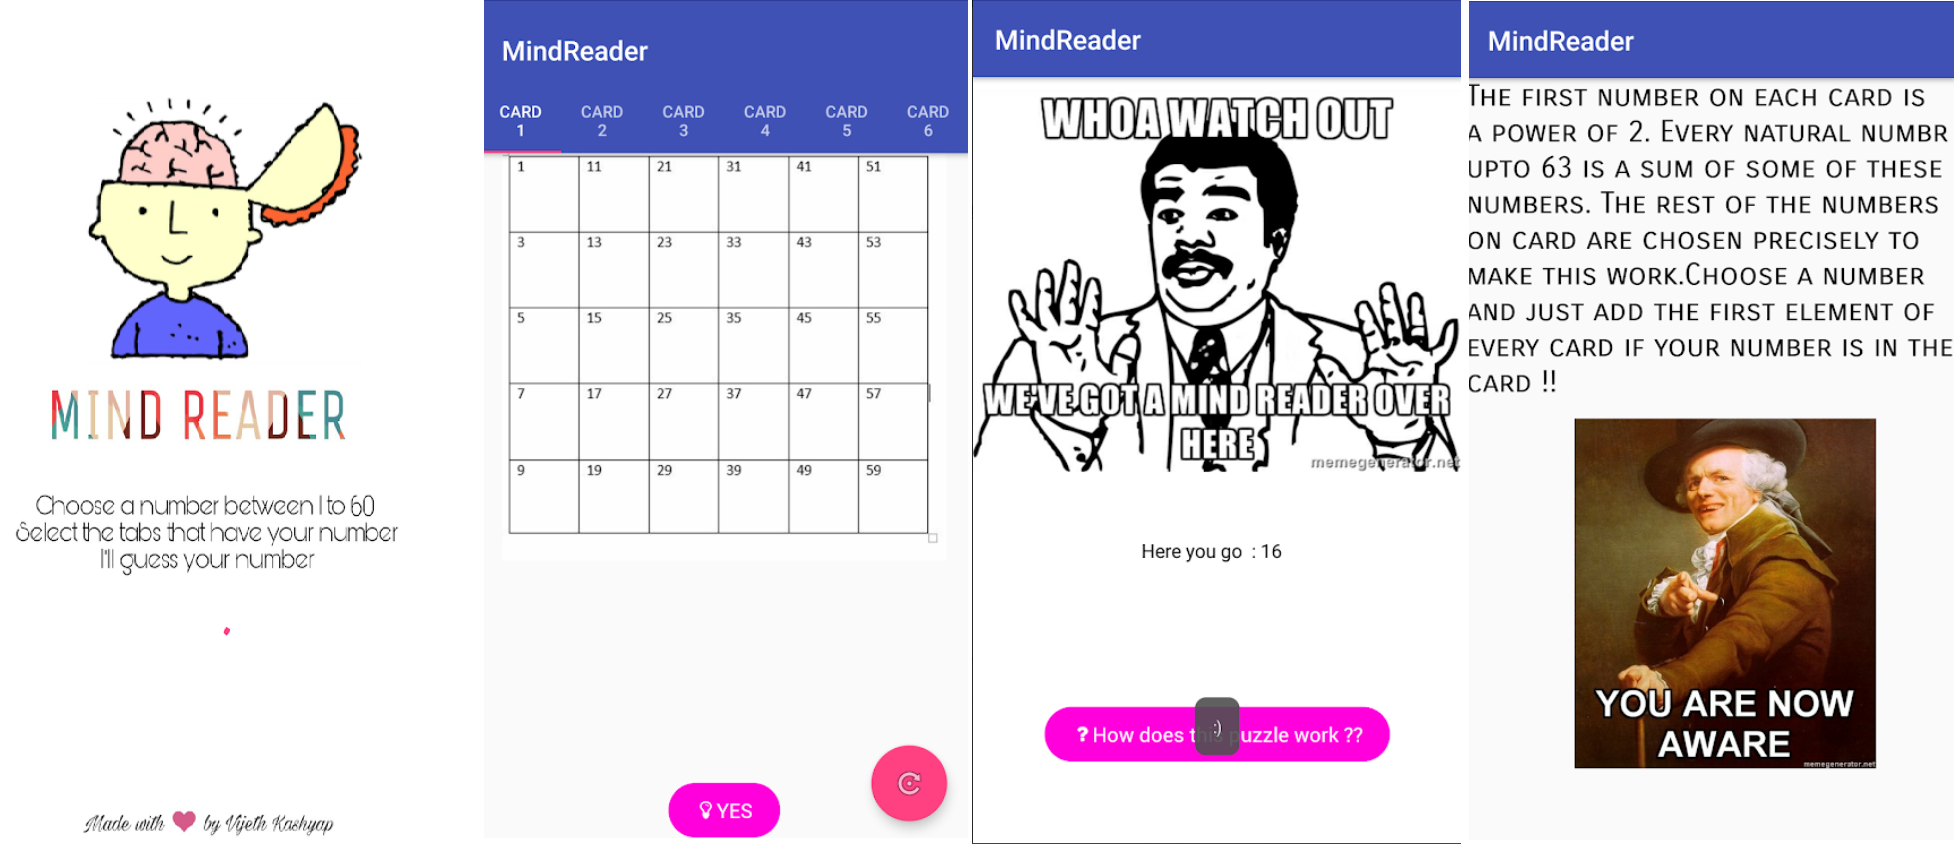 MIND READER
Choose a number between 1 to 60
Select the tabs that have your number
I'll guess your number
Made with by Vijeth Kashyap
MindReader
CARD 1 CARD 2 CARD 3 CARD 4 CARD 5 CARD 6
1 11 21 31 41 51
3 13 23 33 43 53
5 15 25 35 45 55
7 17 27 37 47 57
9 19 29 39 49 59
YES
MindReader
WHOA WATCH OUT
WE'VE GOT A MIND READER OVER
HERE
memegenerator.net
Here you go : 16
? How does this puzzle work ??
:)
MindReader
THE FIRST NUMBER ON EACH CARD IS
A POWER OF 2. EVERY NATURAL NUMBR
UPTO 63 IS A SUM OF SOME OF THESE
NUMBERS. THE REST OF THE NUMBERS
ON CARD ARE CHOSEN PRECISELY TO
MAKE THIS WORK.CHOOSE A NUMBER
AND JUST ADD THE FIRST ELEMENT OF
EVERY CARD IF YOUR NUMBER IS IN THE
CARD !!
YOU ARE NOW
AWARE
memegenerator.net